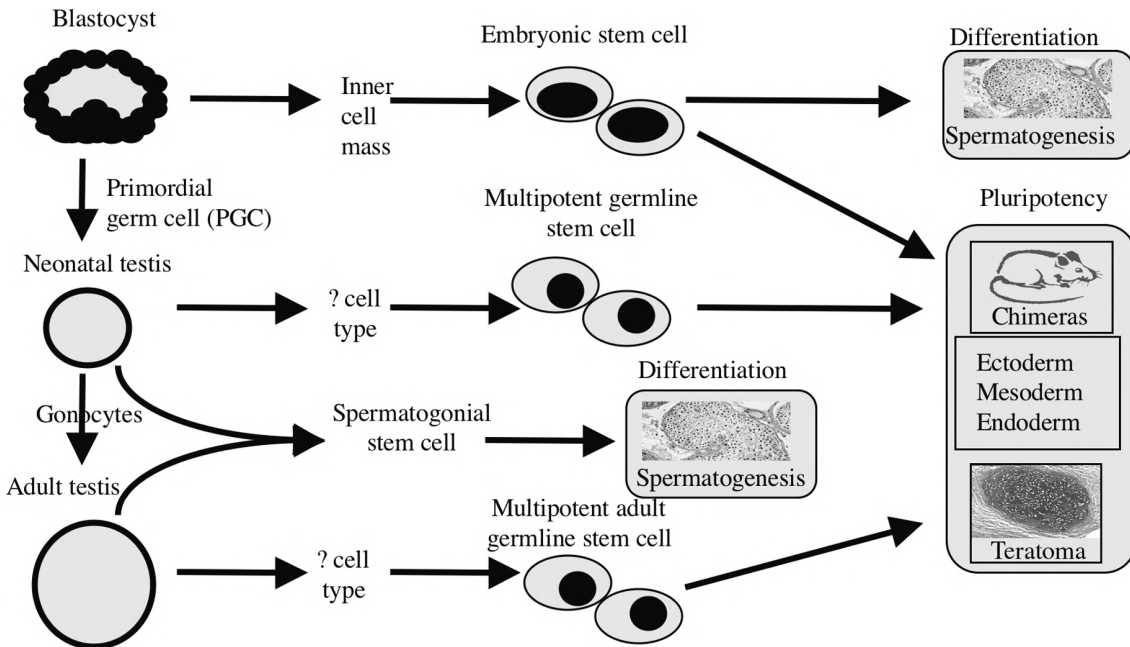 Blastocyst
Embryonic stem cell
Differentiation
Inner
cell
mass
Spermatogenesis
Primordial
germ cell (PGC)
Multipotent germline
stem cell
Pluripotency
Neonatal testis
? cell
type
Chimeras
Ectoderm
Mesoderm
Endoderm
Differentiation
Gonocytes
Spermatogonial
stem cell
Spermatogenesis
Adult testis
Multipotent adult
germline stem cell
? cell
type
Teratoma